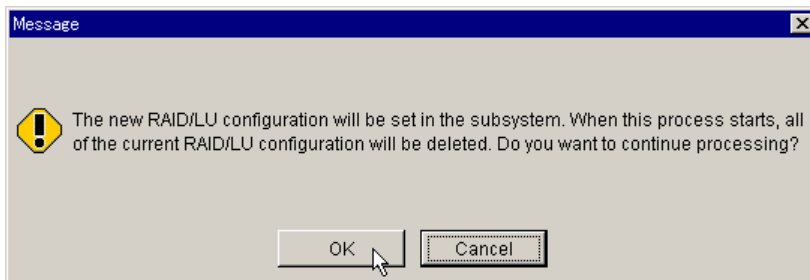 Message
The new RAID/LU configuration will be set in the subsystem. When this process starts, all
of the current RAID/LU configuration will be deleted. Do you want to continue processing?
OK
Cancel